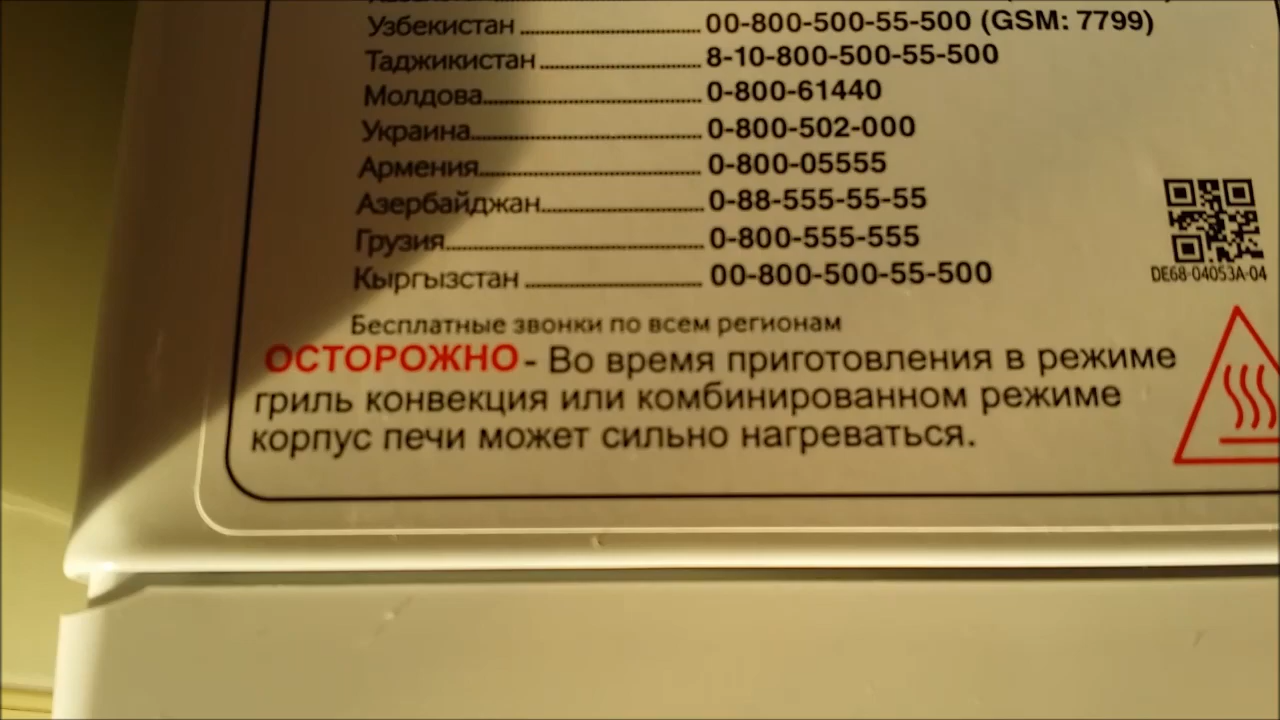 Узбекистан ........ 00-800-500-55-500 (GSM: 7799)
Таджикистан ........ 8-10-800-500-55-500
Молдова ........ 0-800-61440
Украина ........ 0-800-502-000
Армения ........ 0-800-05555
Азербайджан ........ 0-88-555-55-55
Грузия ........ 0-800-555-555
Кыргызстан ........ 00-800-500-55-500
DE68-04053A-04
Бесплатные звонки по всем регионам
ОСТОРОЖНО - Во время приготовления в режиме
гриль конвекция или комбинированном режиме
корпус печи может сильно нагреваться.